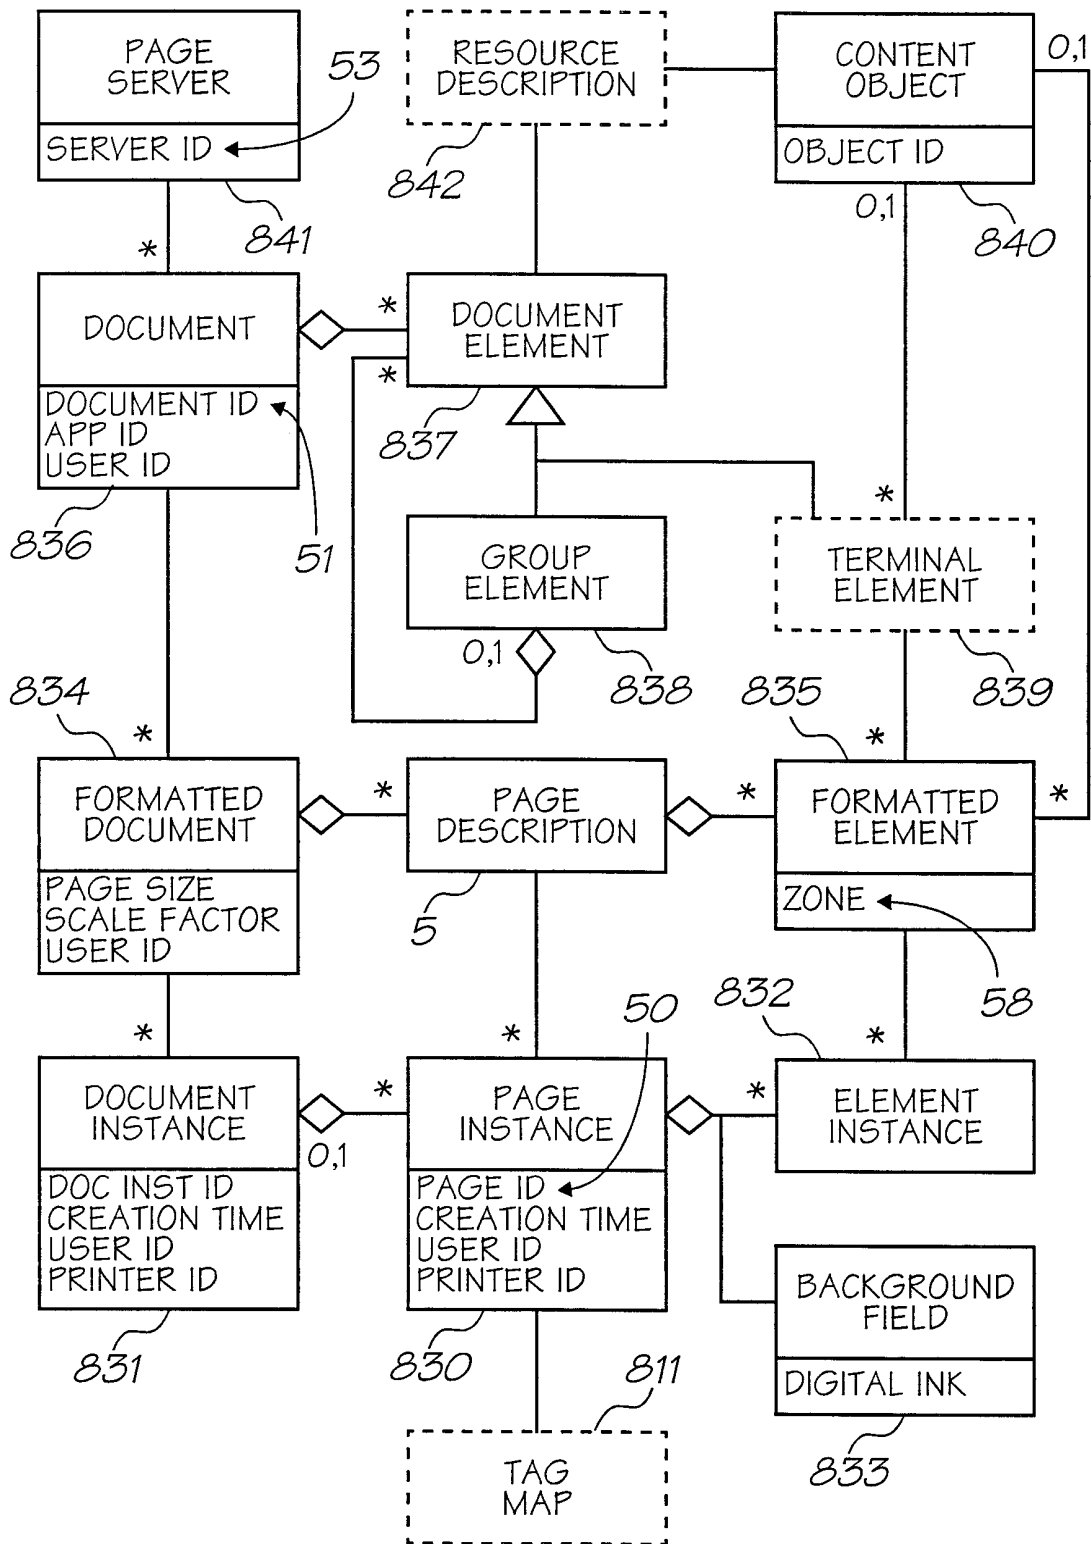 PAGE
SERVER
SERVER ID
53
841
*
RESOURCE
DESCRIPTION
842
CONTENT
OBJECT
OBJECT ID
0,1
0,1
840
DOCUMENT
DOCUMENT ID
APP ID
USER ID
836
51
*
*
DOCUMENT
ELEMENT
837
GROUP
ELEMENT
0,1
838
*
TERMINAL
ELEMENT
839
834
*
FORMATTED
DOCUMENT
PAGE SIZE
SCALE FACTOR
USER ID
*
PAGE
DESCRIPTION
5
835
*
*
*
FORMATTED
ELEMENT
ZONE
58
*
DOCUMENT
INSTANCE
0,1
DOC INST ID
CREATION TIME
USER ID
PRINTER ID
831
50
*
*
PAGE
INSTANCE
PAGE ID
CREATION TIME
USER ID
PRINTER ID
830
832
*
*
ELEMENT
INSTANCE
BACKGROUND
FIELD
DIGITAL INK
833
811
TAG
MAP